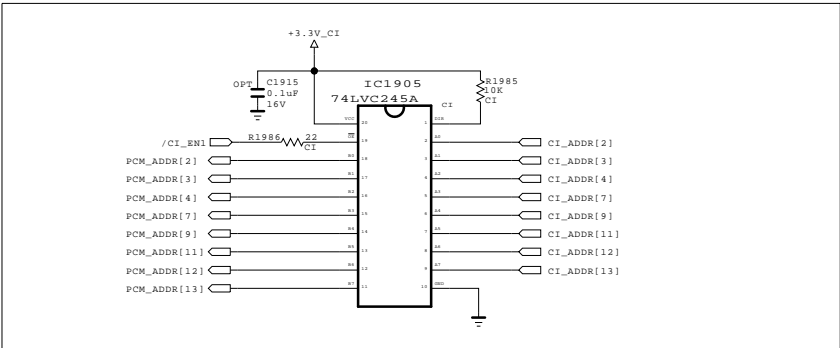 +3.3V_CI
OPT C1915 0.1uF 16V
IC1905
74LVC245A
CI
R1985 10K CI
VCC 20 1 DIR
/CI_EN1 R1986 22 CI OE 19 2 A0 CI_ADDR[2]
PCM_ADDR[2] B0 18 3 A1 CI_ADDR[3]
PCM_ADDR[3] B1 17 4 A2 CI_ADDR[4]
PCM_ADDR[4] B2 16 5 A3 CI_ADDR[7]
PCM_ADDR[7] B3 15 6 A4 CI_ADDR[9]
PCM_ADDR[9] B4 14 7 A5 CI_ADDR[11]
PCM_ADDR[11] B5 13 8 A6 CI_ADDR[12]
PCM_ADDR[12] B6 12 9 A7 CI_ADDR[13]
PCM_ADDR[13] B7 11 10 GND